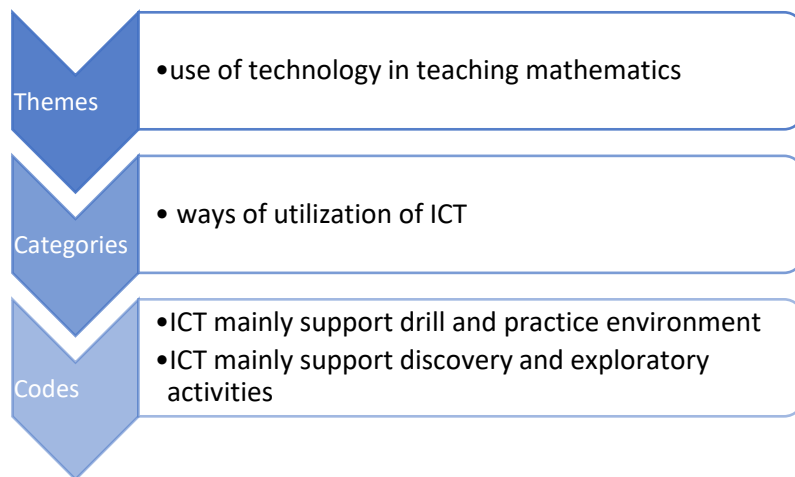 Themes
•use of technology in teaching mathematics
Categories
• ways of utilization of ICT
Codes
•ICT mainly support drill and practice environment
•ICT mainly support discovery and exploratory
activities